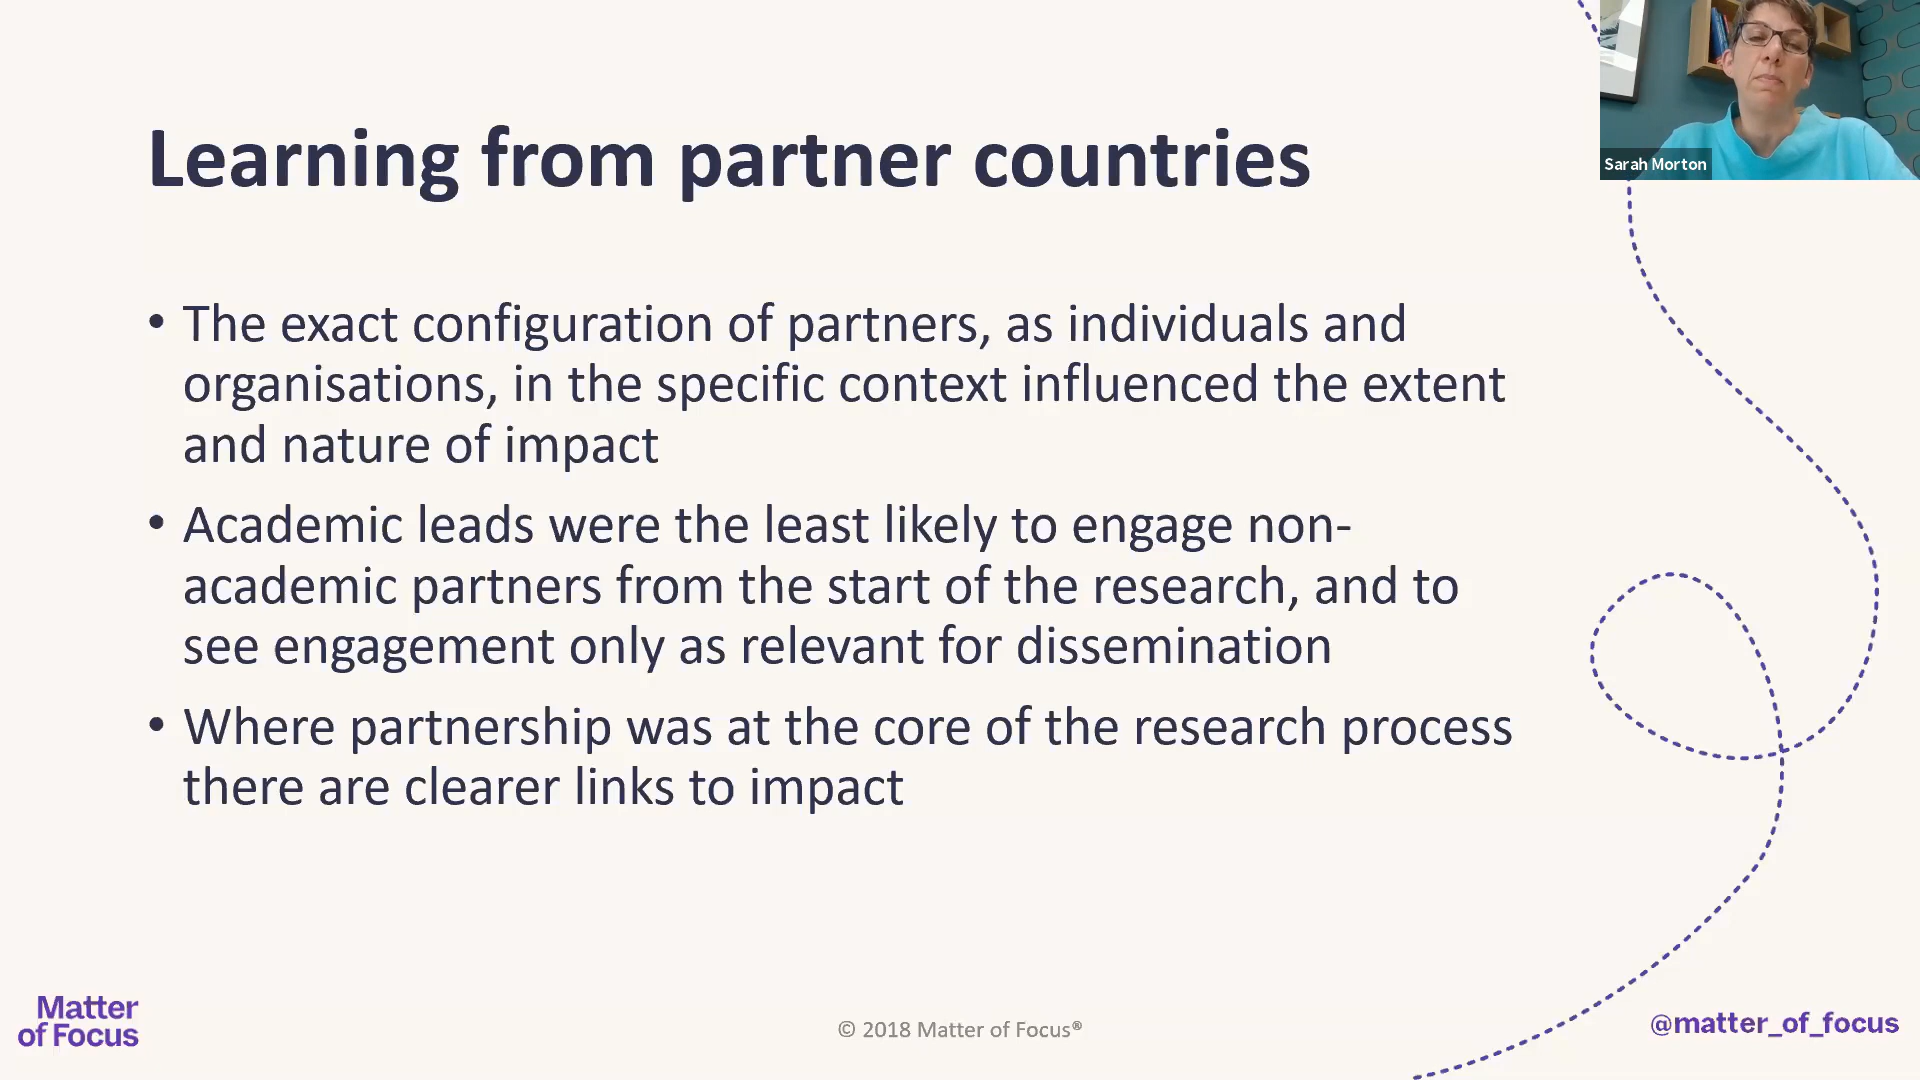 Learning from partner countries
Sarah Morton
• The exact configuration of partners, as individuals and
organisations, in the specific context influenced the extent
and nature of impact
• Academic leads were the least likely to engage non-
academic partners from the start of the research, and to
see engagement only as relevant for dissemination
• Where partnership was at the core of the research process
there are clearer links to impact
Matter
of Focus
© 2018 Matter of Focus®
@matter_of_focus